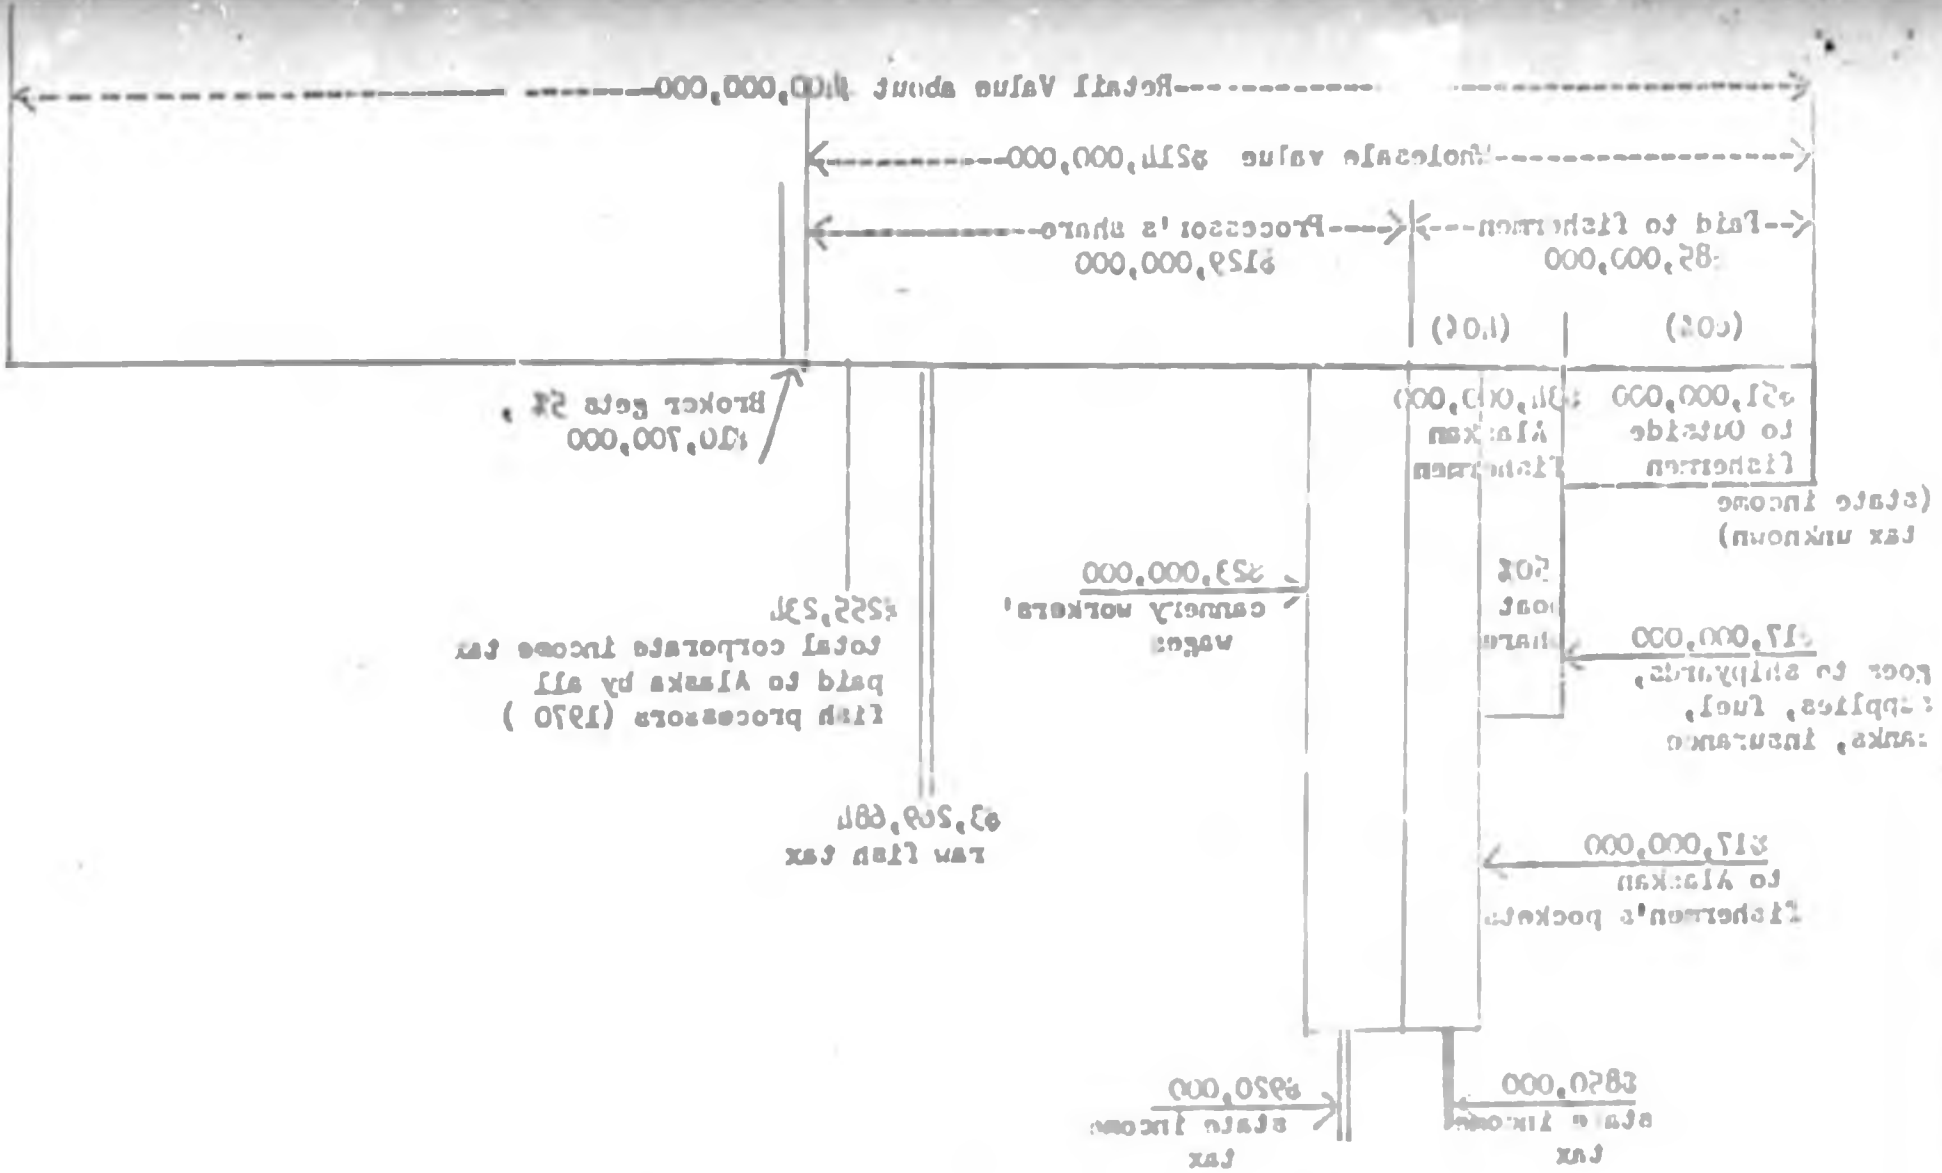 Retail Value about $400,000,000
Wholesale value $214,000,000
Paid to fishermen
$85,000,000
Processor's share
$129,000,000
(60%)
(40%)
$51,000,000
to Outside
fishermen
(state income
tax unknown)
$34,000,000
Alaskan
fishermen
50%
boat
share
$17,000,000
goes to shipyards,
supplies, fuel,
banks, insurance
$17,000,000
to Alaskan
fishermen's pockets
$850,000
state income
tax
$23,000,000
cannery workers'
wages
$920,000
state income
tax
Broker gets 5%,
$10,700,000
$255,234
total corporate income tax
paid to Alaska by all
fish processors (1970 )
$3,269,684
raw fish tax